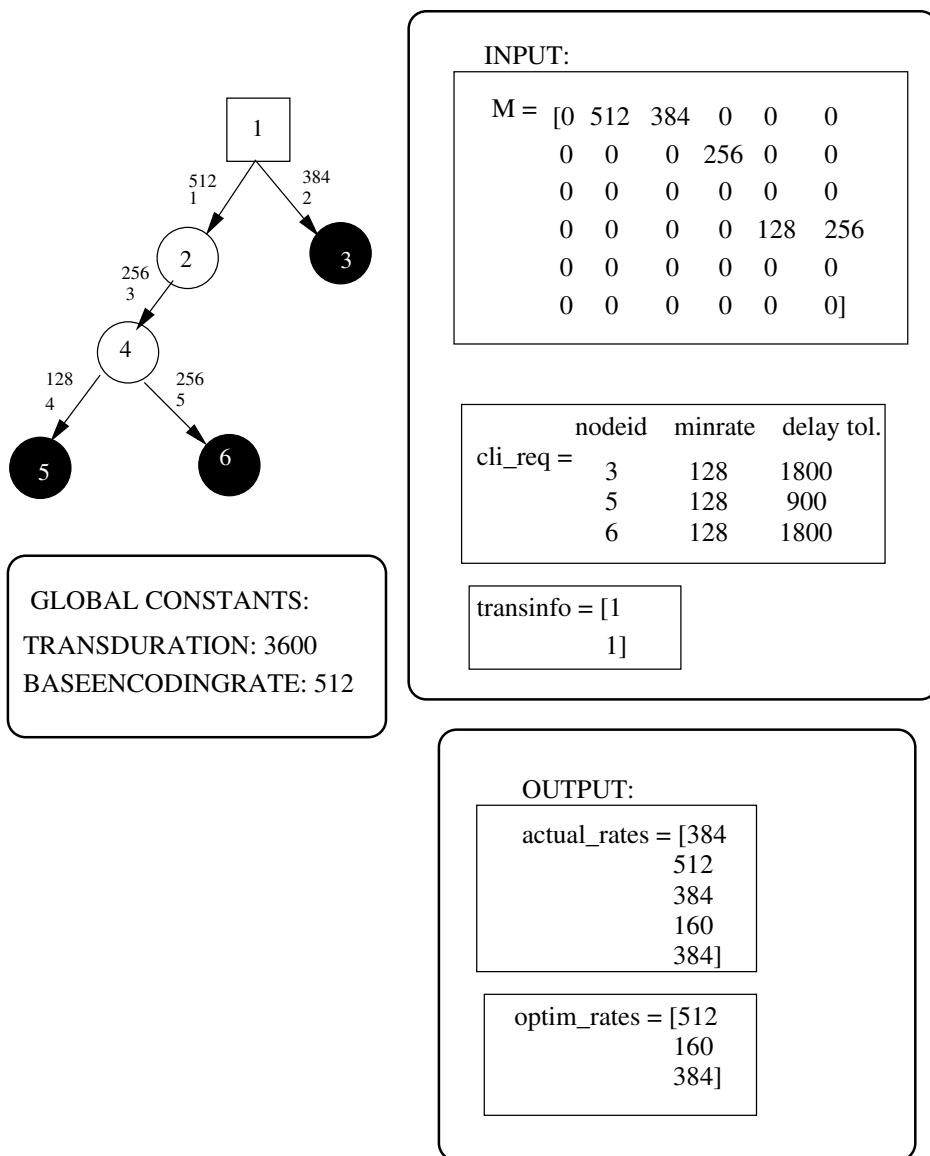 1
512
1
384
2
2
3
256
3
4
128
4
256
5
5
6
GLOBAL CONSTANTS:
TRANSDURATION: 3600
BASEENCODINGRATE: 512
INPUT:
M = [0 512 384 0 0 0
0 0 0 256 0 0
0 0 0 0 0 0
0 0 0 0 128 256
0 0 0 0 0 0
0 0 0 0 0 0]
nodeid minrate delay tol.
cli_req =
3 128 1800
5 128 900
6 128 1800
transinfo = [1
1]
OUTPUT:
actual_rates = [384
512
384
160
384]
optim_rates = [512
160
384]